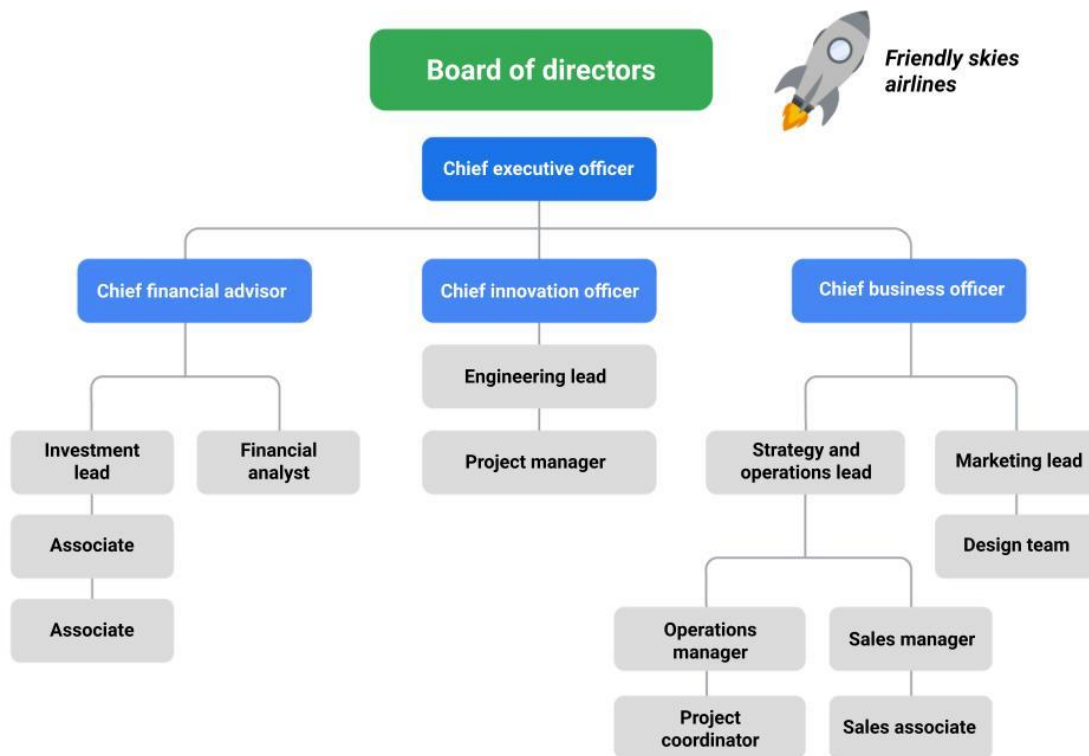 Board of directors
Friendly skies
airlines
Chief executive officer
Chief financial advisor
Chief innovation officer
Chief business officer
Engineering lead
Investment
lead
Financial
analyst
Project manager
Strategy and
operations lead
Marketing lead
Associate
Design team
Associate
Operations
manager
Sales manager
Project
coordinator
Sales associate